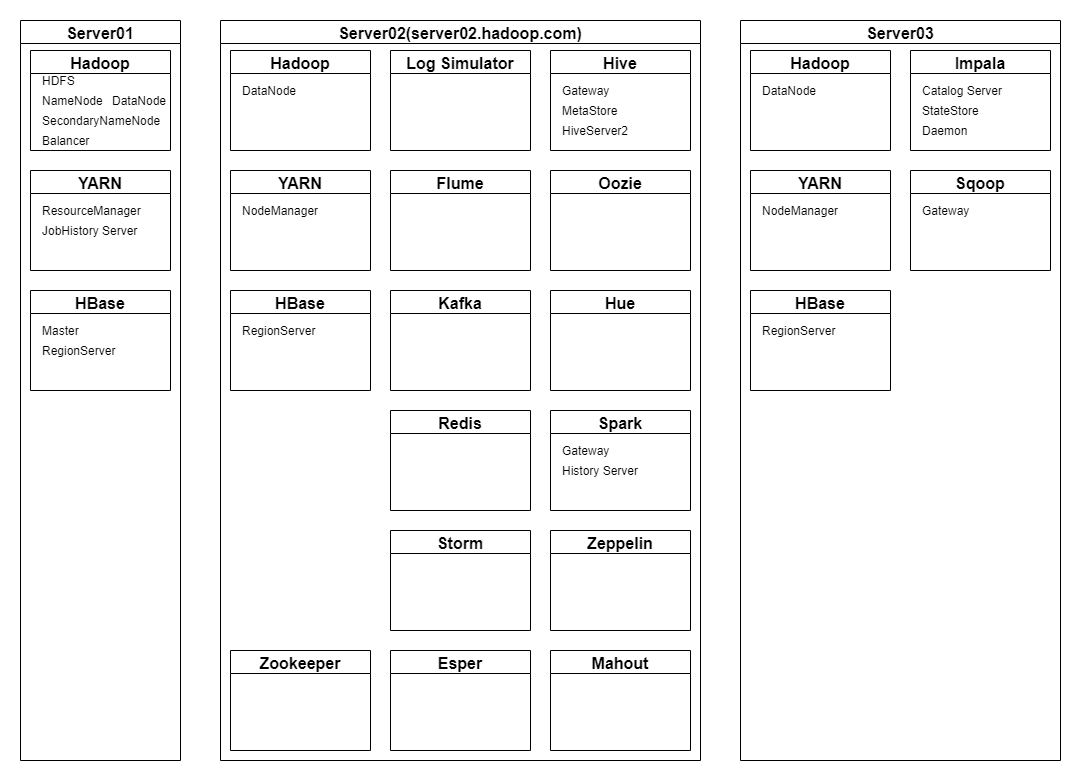 Server01
Hadoop
HDFS
NameNode DataNode
SecondaryNameNode
Balancer
YARN
ResourceManager
JobHistory Server
HBase
Master
RegionServer
Server02(server02.hadoop.com)
Hadoop
DataNode
YARN
NodeManager
HBase
RegionServer
Zookeeper
Log Simulator
Flume
Kafka
Redis
Storm
Esper
Hive
Gateway
MetaStore
HiveServer2
Oozie
Hue
Spark
Gateway
History Server
Zeppelin
Mahout
Server03
Hadoop
DataNode
YARN
NodeManager
HBase
RegionServer
Impala
Catalog Server
StateStore
Daemon
Sqoop
Gateway